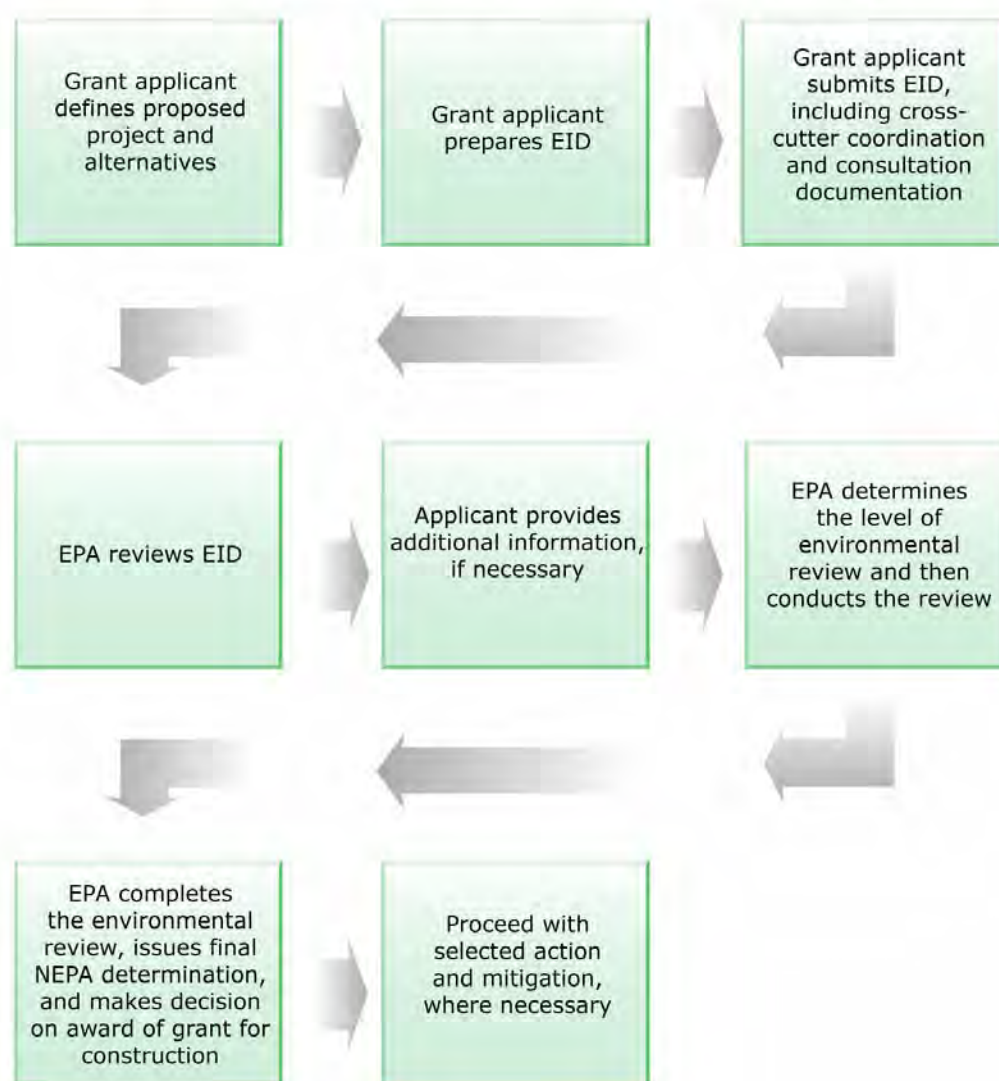 Grant applicant
defines proposed
project and
alternatives
Grant applicant
prepares EID
Grant applicant
submits EID,
including cross-
cutter coordination
and consultation
documentation
EPA reviews EID
Applicant provides
additional information,
if necessary
EPA determines
the level of
environmental
review and then
conducts the review
EPA completes
the environmental
review, issues final
NEPA determination,
and makes decision
on award of grant for
construction
Proceed with
selected action
and mitigation,
where necessary